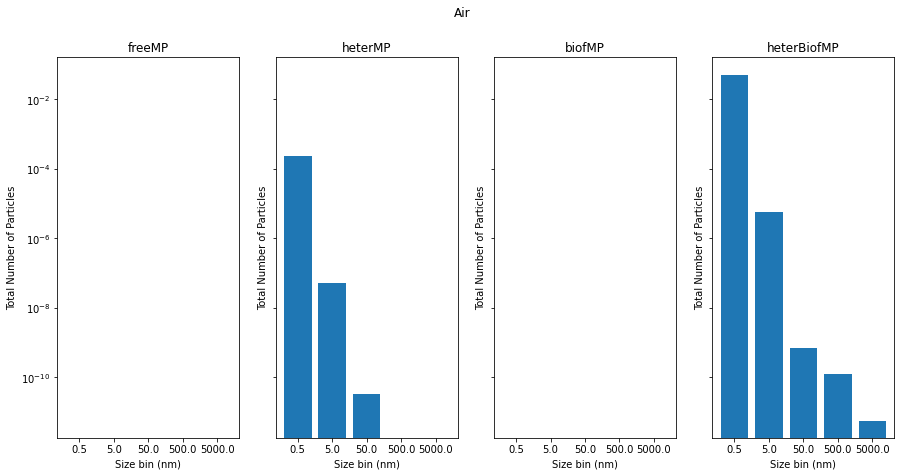 Air
freeMP
heterMP
biofMP
heterBiofMP
Total Number of Particles
10⁻²
10⁻⁴
10⁻⁶
10⁻⁸
10⁻¹⁰
0.5 5.0 50.0 500.0 5000.0
Size bin (nm)
Total Number of Particles
0.5 5.0 50.0 500.0 5000.0
Size bin (nm)
Total Number of Particles
0.5 5.0 50.0 500.0 5000.0
Size bin (nm)
Total Number of Particles
0.5 5.0 50.0 500.0 5000.0
Size bin (nm)